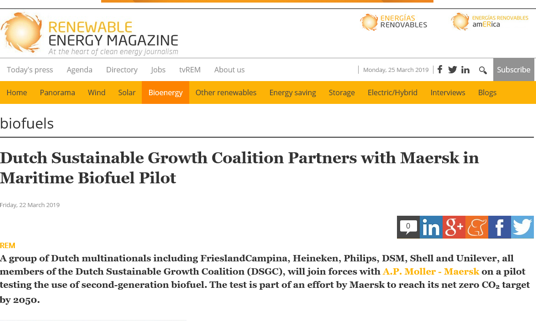 RENEWABLE
ENERGY MAGAZINE
At the heart of clean energy journalism
ENERGÍAS
RENOVABLES
ENERGÍAS RENOVABLES
amERica
Today's press Agenda Directory Jobs tvREM About us
Monday, 25 March 2019
Subscribe
Home Panorama Wind Solar Bioenergy Other renewables Energy saving Storage Electric/Hybrid Interviews Blogs
biofuels
Dutch Sustainable Growth Coalition Partners with Maersk in
Maritime Biofuel Pilot
Friday, 22 March 2019
0
REM
A group of Dutch multinationals including FrieslandCampina, Heineken, Philips, DSM, Shell and Unilever, all
members of the Dutch Sustainable Growth Coalition (DSGC), will join forces with A.P. Moller - Maersk on a pilot
testing the use of second-generation biofuel. The test is part of an effort by Maersk to reach its net zero CO₂ target
by 2050.